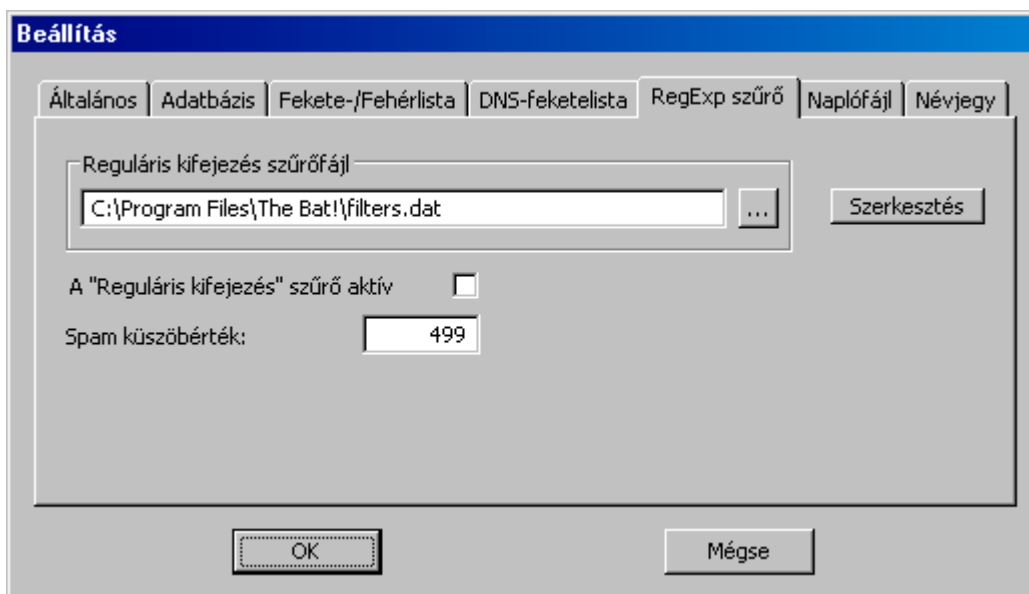 Beállítás
Általános Adatbázis Fekete-/Fehérlista DNS-feketelista RegExp szűrő Naplófájl Névjegy
Reguláris kifejezés szűrőfájl
C:\Program Files\The Bat!\filters.dat ... Szerkesztés
A "Reguláris kifejezés" szűrő aktív
Spam küszöbérték: 499
OK Mégse